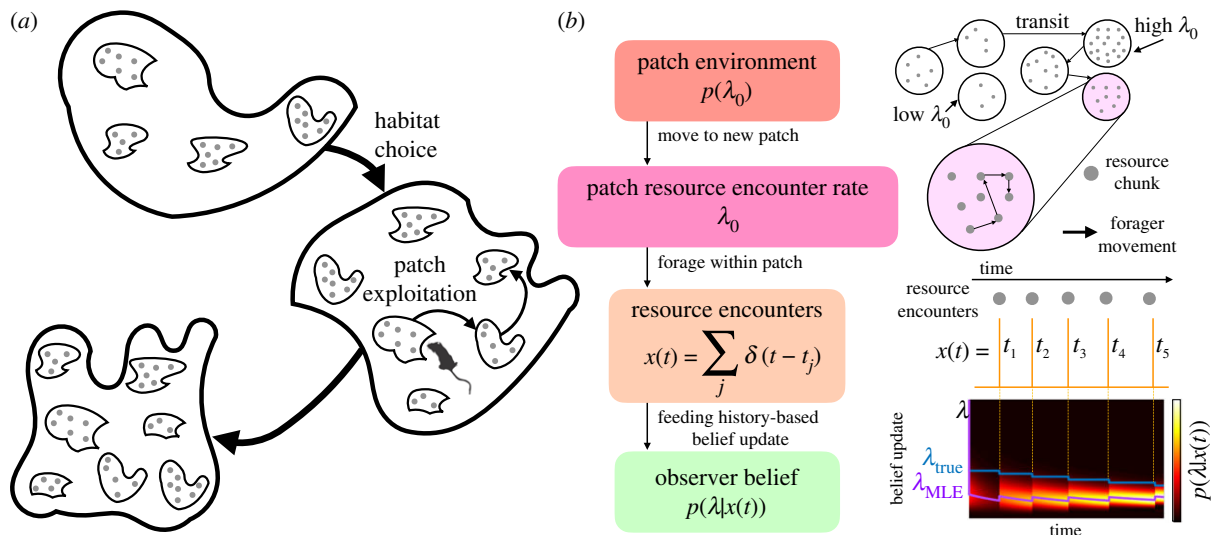 (a)
habitat
choice
patch
exploitation
(b)
patch environment
p(λ₀)
move to new patch
patch resource encounter rate
λ₀
forage within patch
resource encounters
x(t) = ∑ⱼ δ (t − tⱼ)
feeding history-based
belief update
observer belief
p(λ|x(t))
transit
high λ₀
low λ₀
resource
chunk
forager
movement
time
resource
encounters
x(t) = t₁ t₂ t₃ t₄ t₅
belief update
λ
λtrue
λMLE
time
p(λ|x(t))